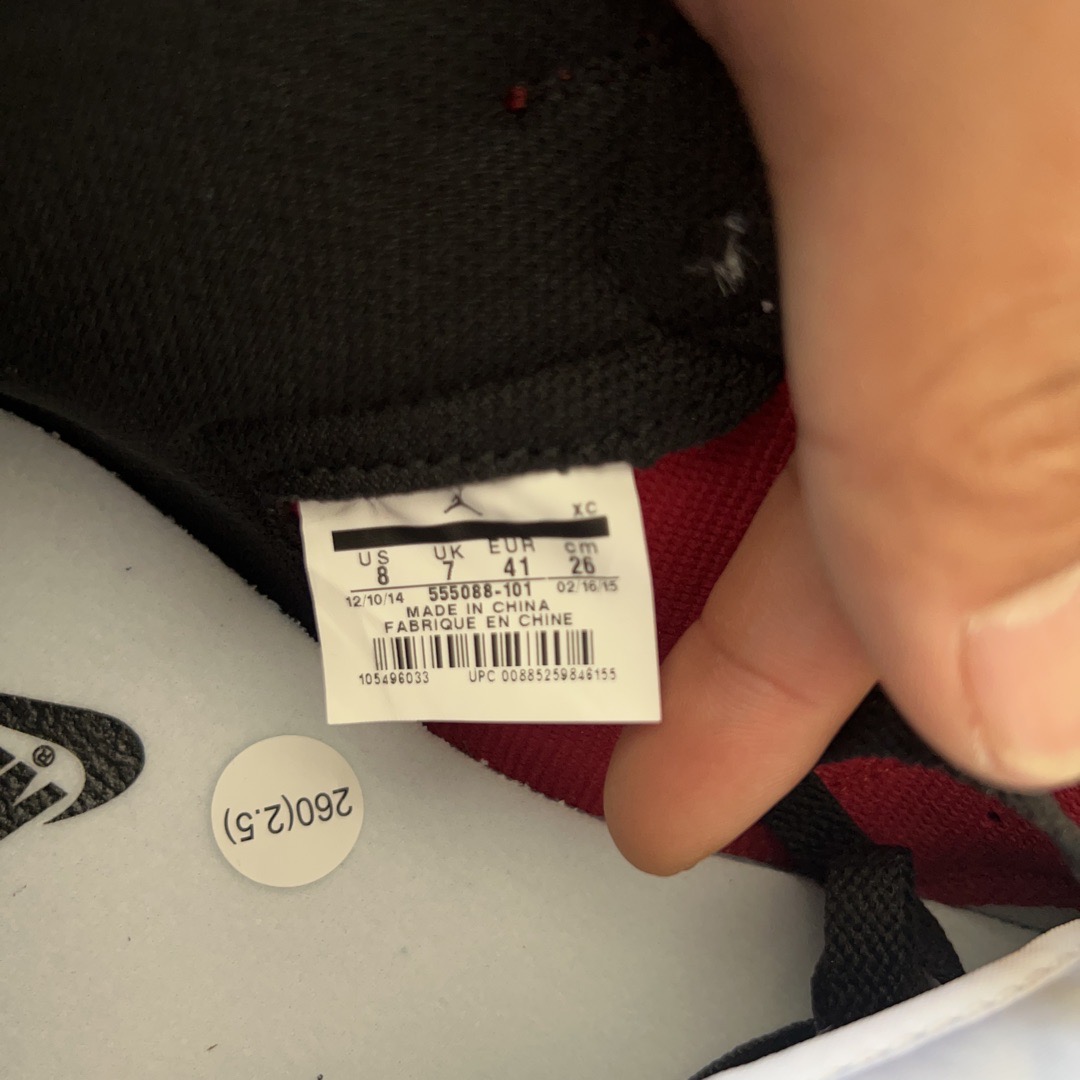 XC
US UK EUR cm
8 7 41 26
12/10/14 555088-101 02/16/15
MADE IN CHINA
FABRIQUE EN CHINE
105496033 UPC 00885259846155
260(2.5)
®